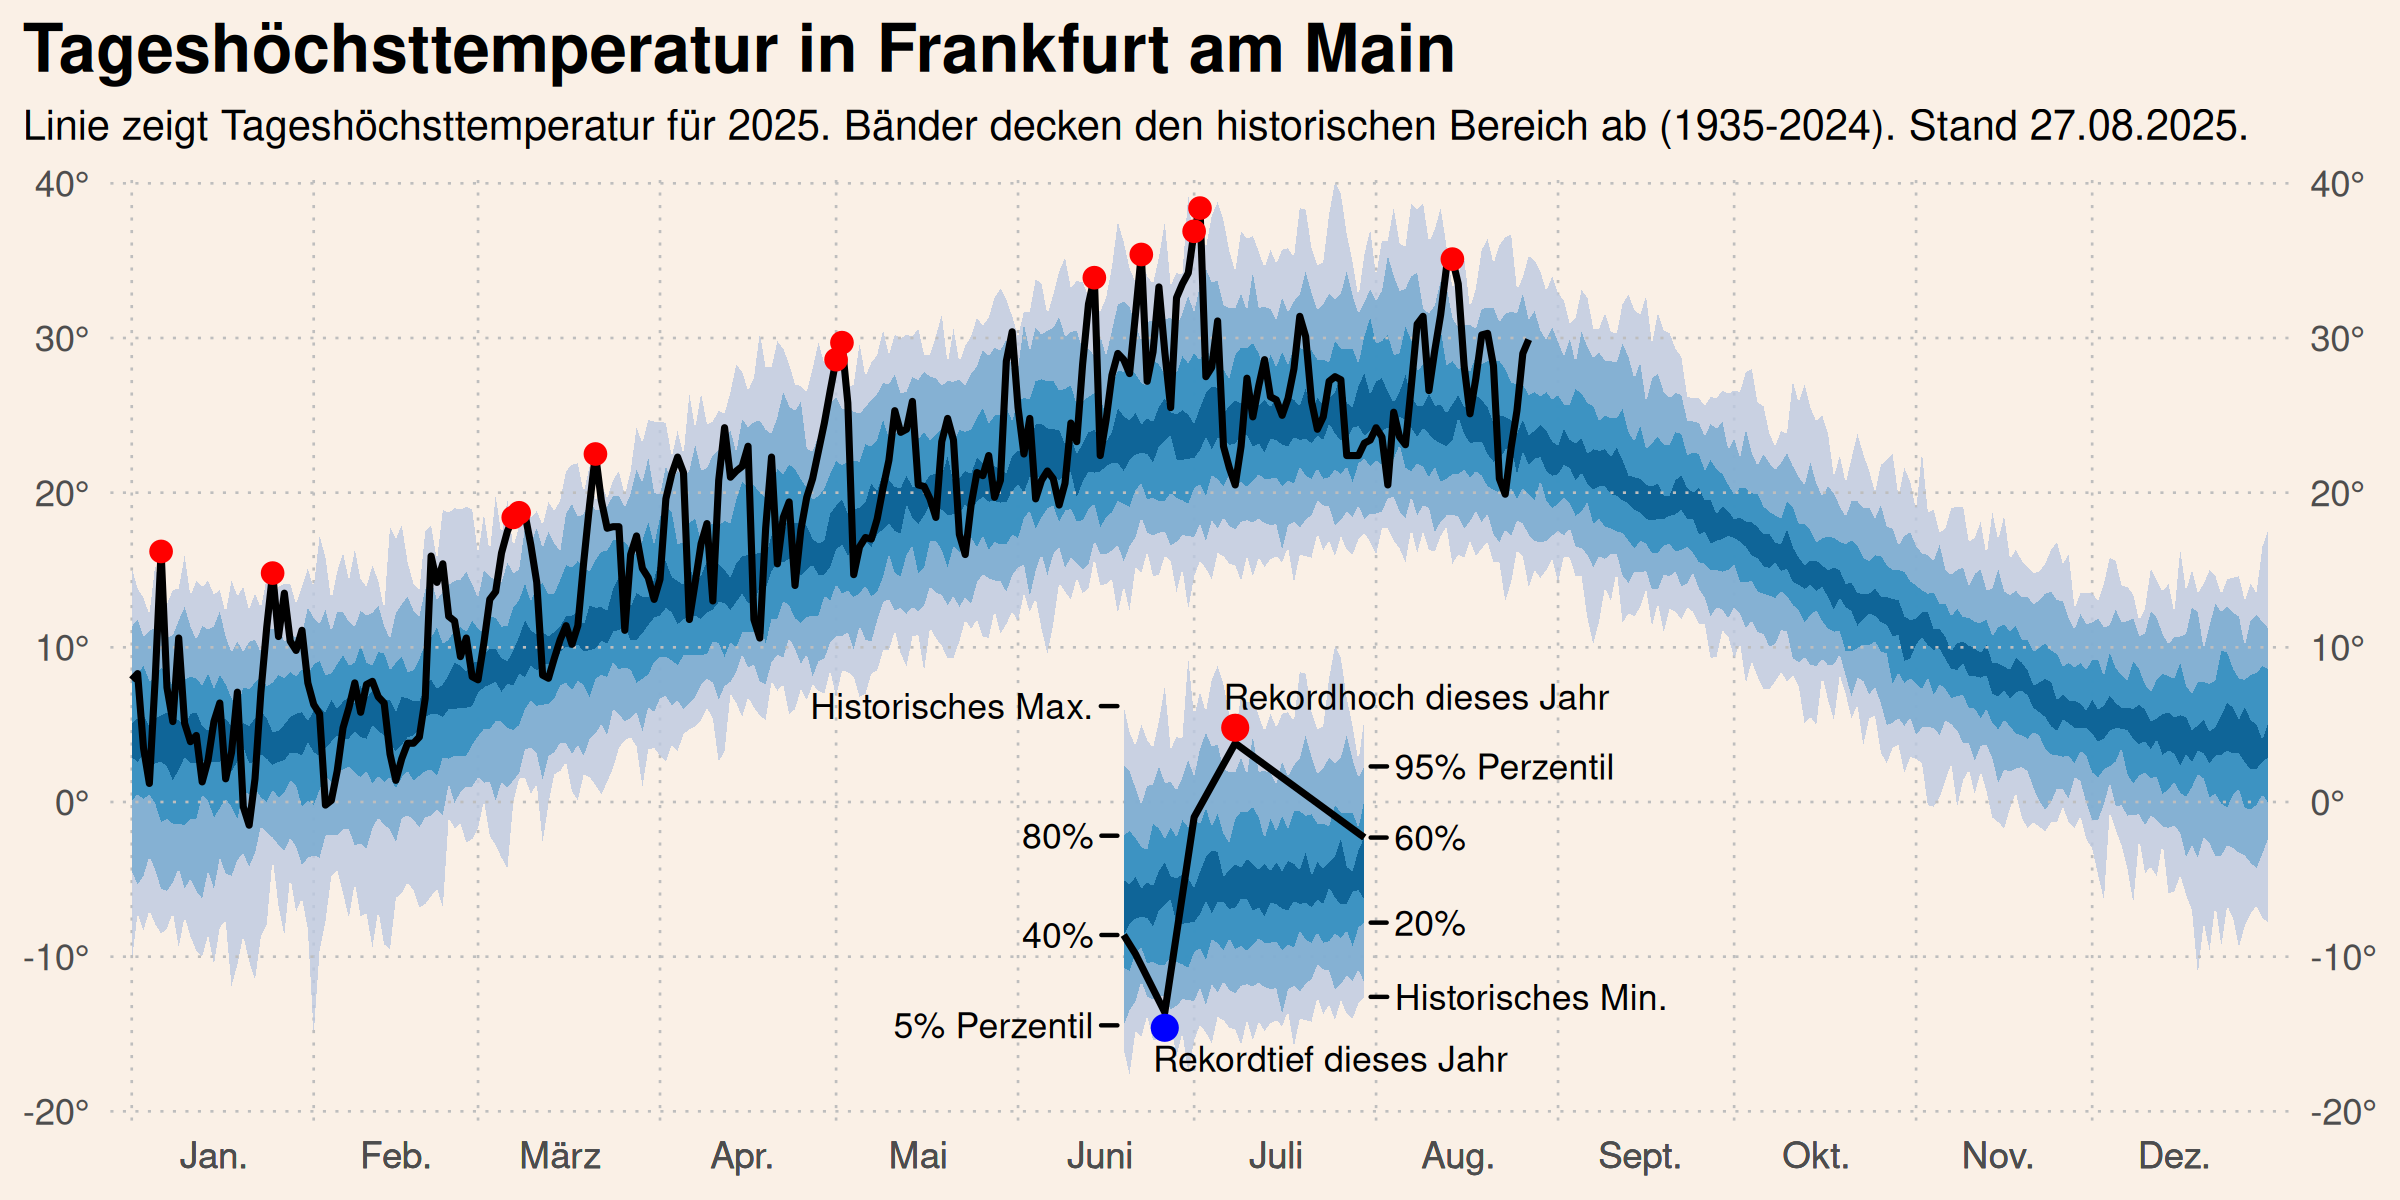 Tageshöchsttemperatur in Frankfurt am Main
Linie zeigt Tageshöchsttemperatur für 2025. Bänder decken den historischen Bereich ab (1935-2024). Stand 27.08.2025.
40° 40°
30° 30°
20° 20°
10° 10°
0° 0°
-10° -10°
-20° -20°
Historisches Max.
Rekordhoch dieses Jahr
95% Perzentil
80%
60%
40%
20%
5% Perzentil
Historisches Min.
Rekordtief dieses Jahr
Jan. Feb. März Apr. Mai Juni Juli Aug. Sept. Okt. Nov. Dez.